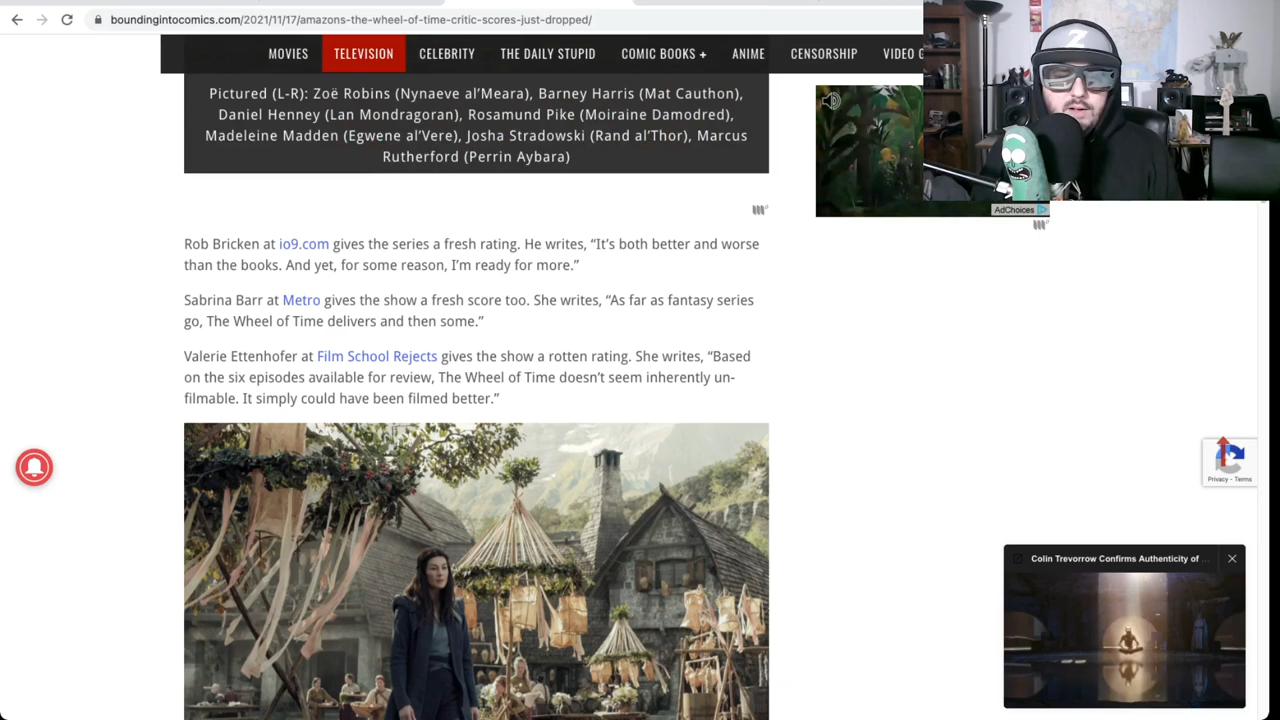 boundingintocomics.com/2021/11/17/amazons-the-wheel-of-time-critic-scores-just-dropped/
MOVIES TELEVISION CELEBRITY THE DAILY STUPID COMIC BOOKS + ANIME CENSORSHIP VIDEO G
Z
Pictured (L-R): Zoë Robins (Nynaeve al’Meara), Barney Harris (Mat Cauthon),
Daniel Henney (Lan Mondragoran), Rosamund Pike (Moiraine Damodred),
Madeleine Madden (Egwene al’Vere), Josha Stradowski (Rand al’Thor), Marcus
Rutherford (Perrin Aybara)
AdChoices
Rob Bricken at io9.com gives the series a fresh rating. He writes, “It’s both better and worse
than the books. And yet, for some reason, I’m ready for more.”
Sabrina Barr at Metro gives the show a fresh score too. She writes, “As far as fantasy series
go, The Wheel of Time delivers and then some.”
Valerie Ettenhofer at Film School Rejects gives the show a rotten rating. She writes, “Based
on the six episodes available for review, The Wheel of Time doesn’t seem inherently un-
filmable. It simply could have been filmed better.”
Privacy - Terms
Colin Trevorrow Confirms Authenticity of ...